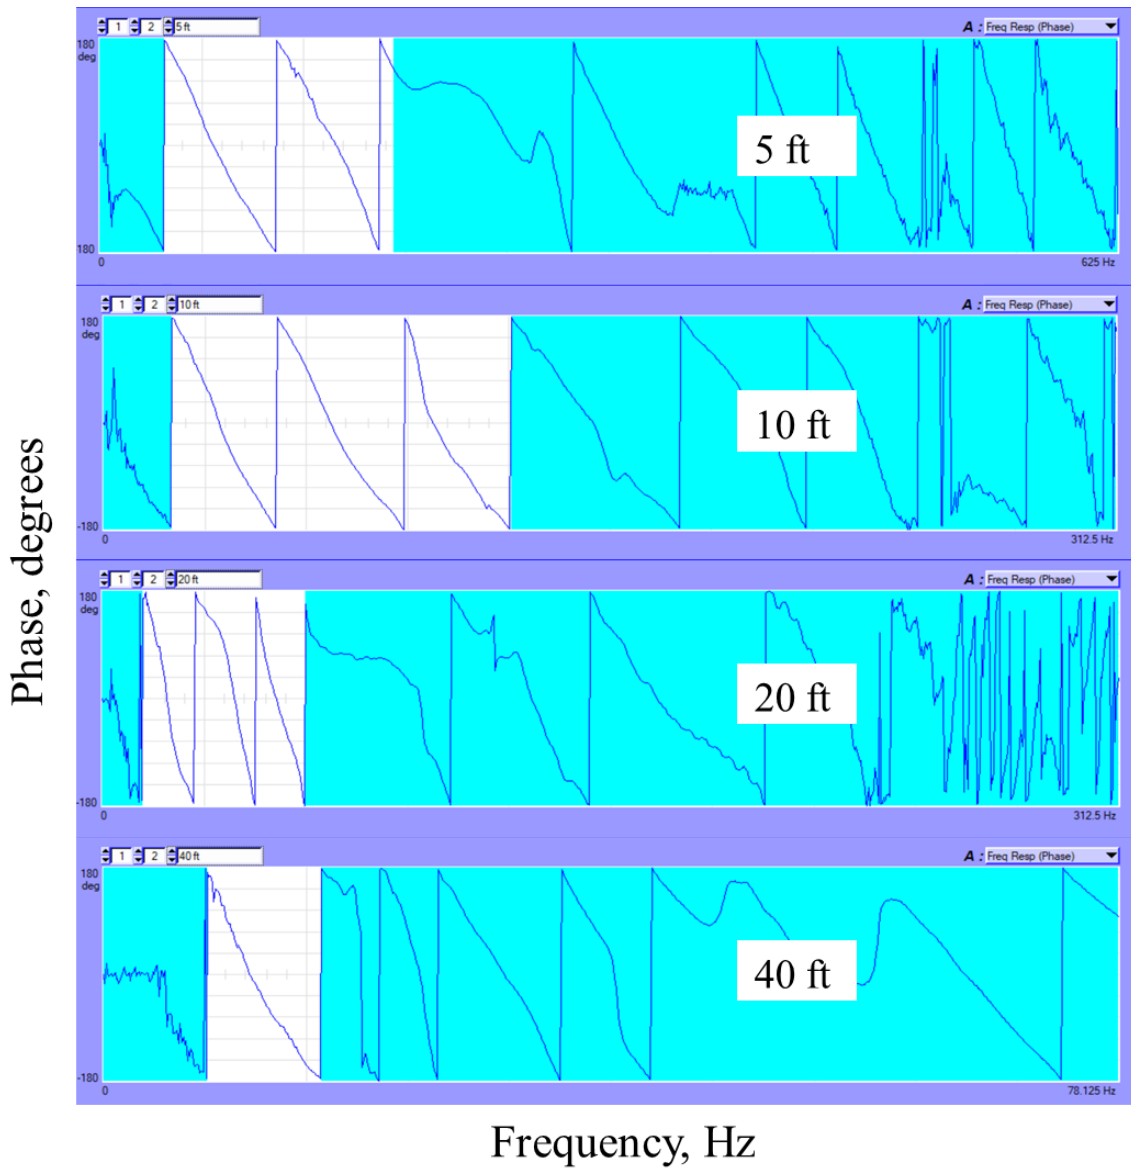 1 2 5 ft A : Freq Resp (Phase)
180
deg
5 ft
180
0 625 Hz
1 2 10 ft A : Freq Resp (Phase)
180
deg
10 ft
-180
0 312.5 Hz
1 2 20 ft A : Freq Resp (Phase)
180
deg
20 ft
-180
0 312.5 Hz
1 2 40 ft A : Freq Resp (Phase)
180
deg
40 ft
-180
0 78.125 Hz
Phase, degrees
Frequency, Hz